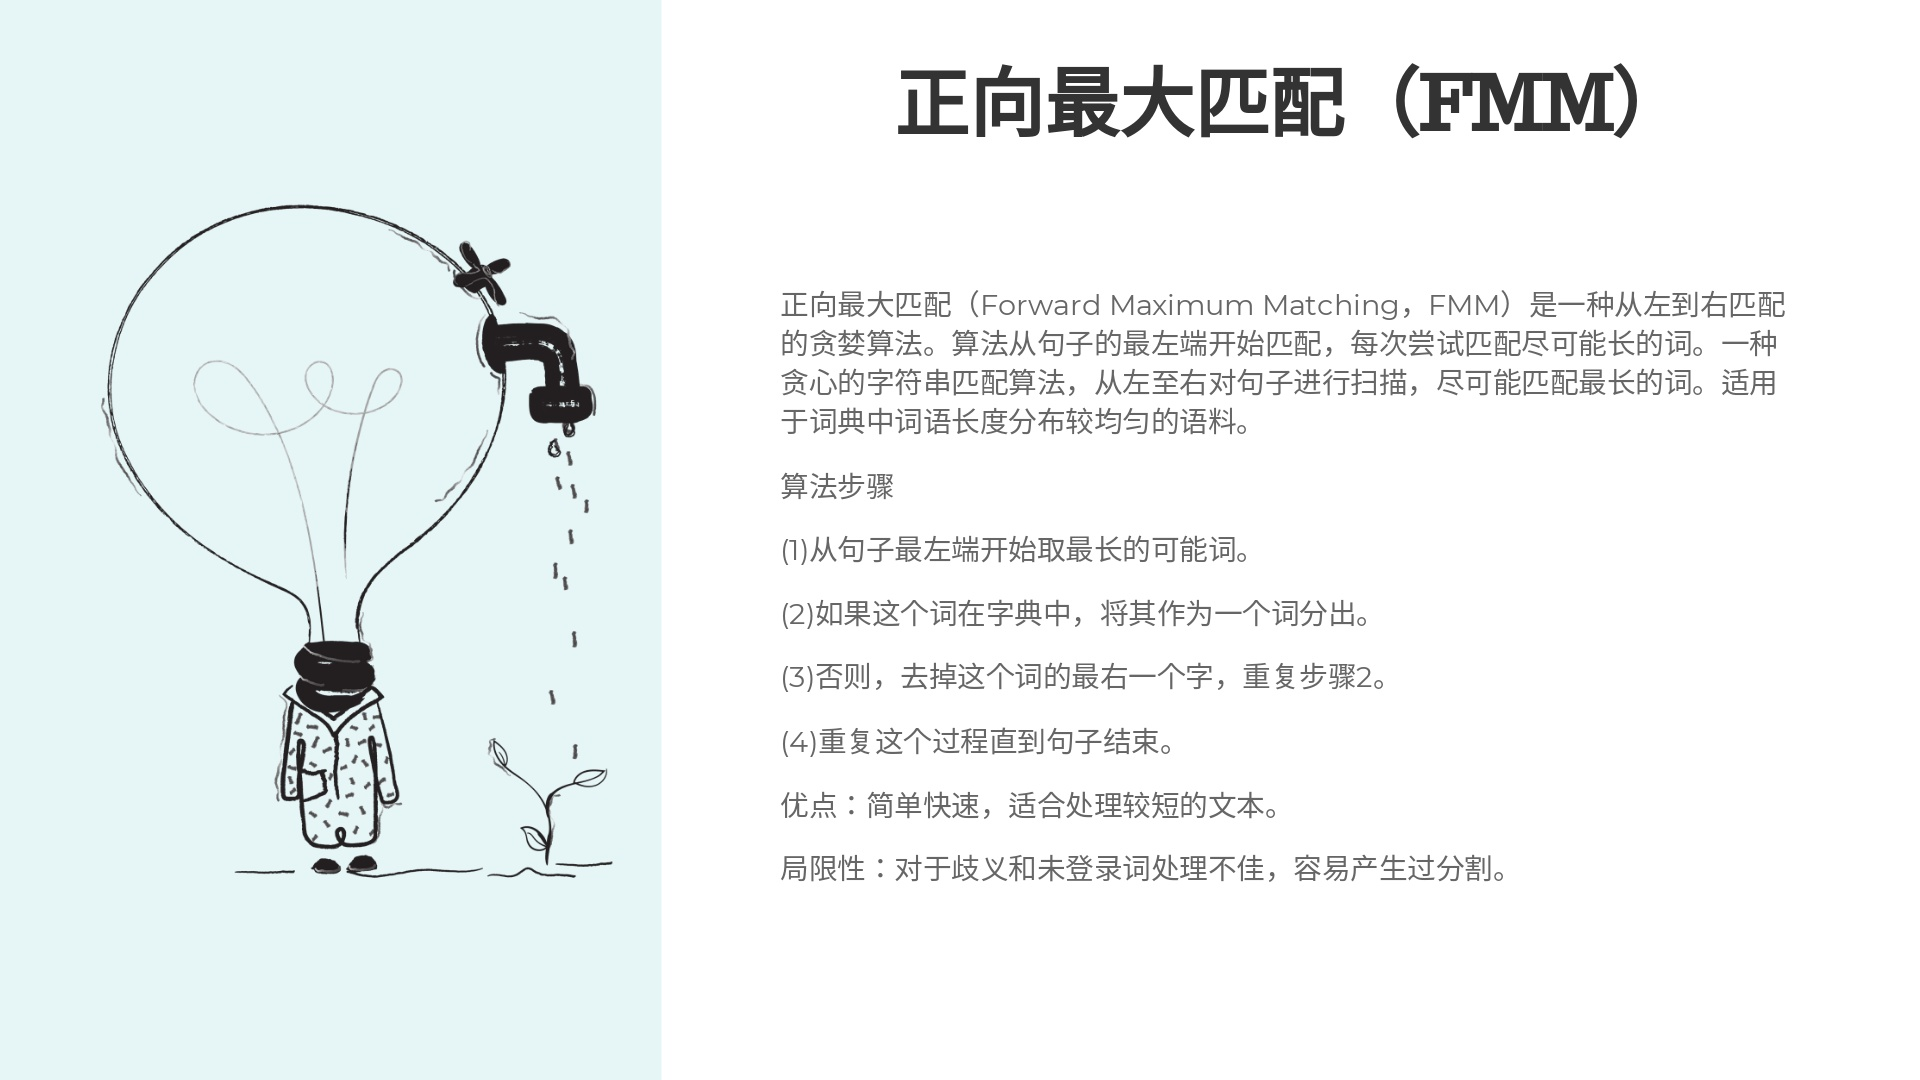 正向最大匹配（FMM）
正向最大匹配（Forward Maximum Matching，FMM）是一种从左到右匹配
的贪婪算法。算法从句子的最左端开始匹配，每次尝试匹配尽可能长的词。一种
贪心的字符串匹配算法，从左至右对句子进行扫描，尽可能匹配最长的词。适用
于词典中词语长度分布较均匀的语料。
算法步骤
(1)从句子最左端开始取最长的可能词。
(2)如果这个词在字典中，将其作为一个词分出。
(3)否则，去掉这个词的最右一个字，重复步骤2。
(4)重复这个过程直到句子结束。
优点：简单快速，适合处理较短的文本。
局限性：对于歧义和未登录词处理不佳，容易产生过分割。